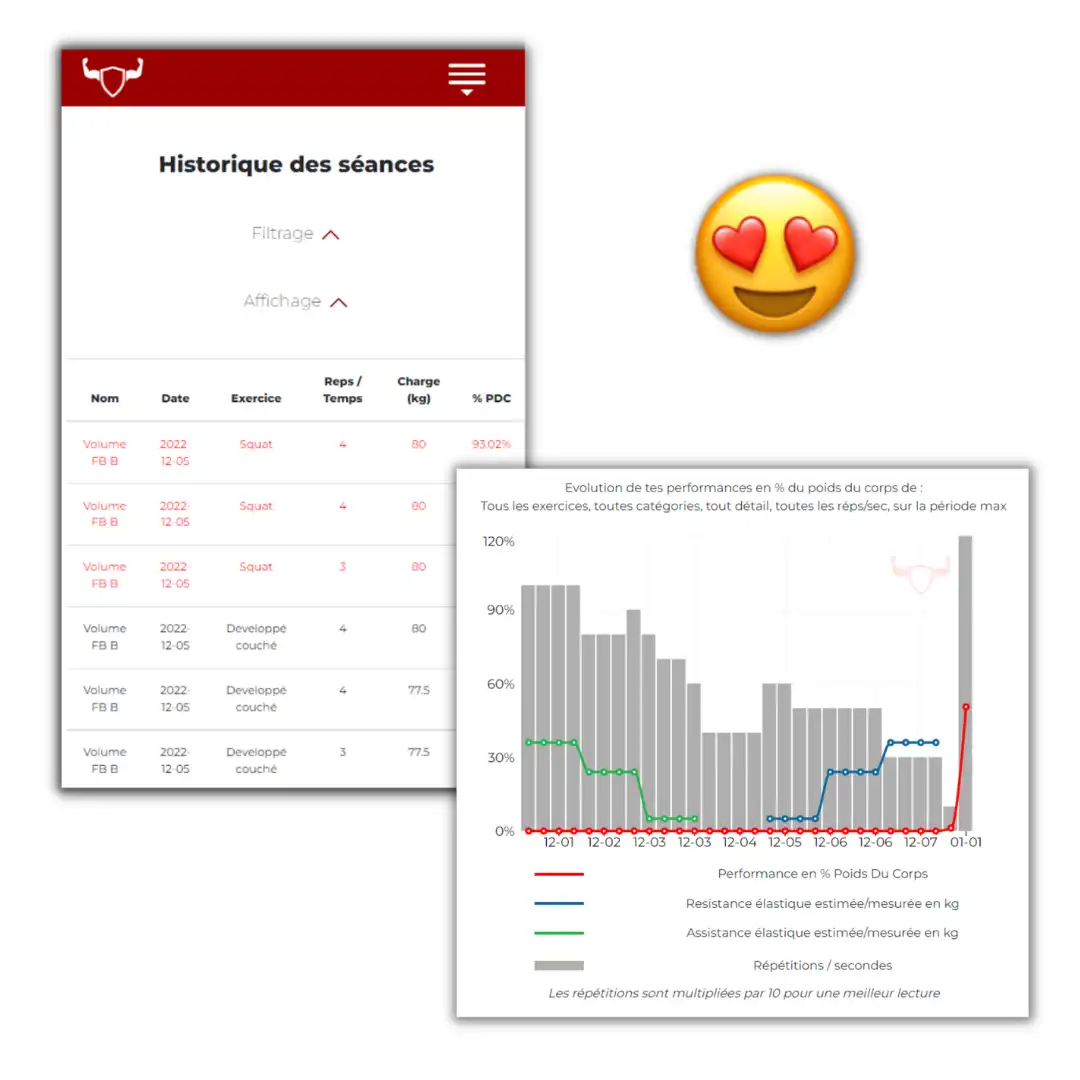 Historique des séances
Filtrage
Affichage
Nom Date Exercice Reps / Temps Charge (kg) % PDC
Volume FB B 2022-12-05 Squat 4 80 93.02%
Volume FB B 2022-12-05 Squat 4 80
Volume FB B 2022-12-05 Squat 3 80
Volume FB B 2022-12-05 Developpé couché 4 80
Volume FB B 2022-12-05 Developpé couché 4 77.5
Volume FB B 2022-12-05 Developpé couché 3 77.5
Evolution de tes performances en % du poids du corps de :
Tous les exercices, toutes catégories, tout détail, toutes les réps/sec, sur la période max
120%
90%
60%
30%
0%
12-01 12-02 12-03 12-03 12-04 12-05 12-06 12-06 12-07 01-01
Performance en % Poids Du Corps
Resistance élastique estimée/mesurée en kg
Assistance élastique estimée/mesurée en kg
Répétitions / secondes
Les répétitions sont multipliées par 10 pour une meilleur lecture